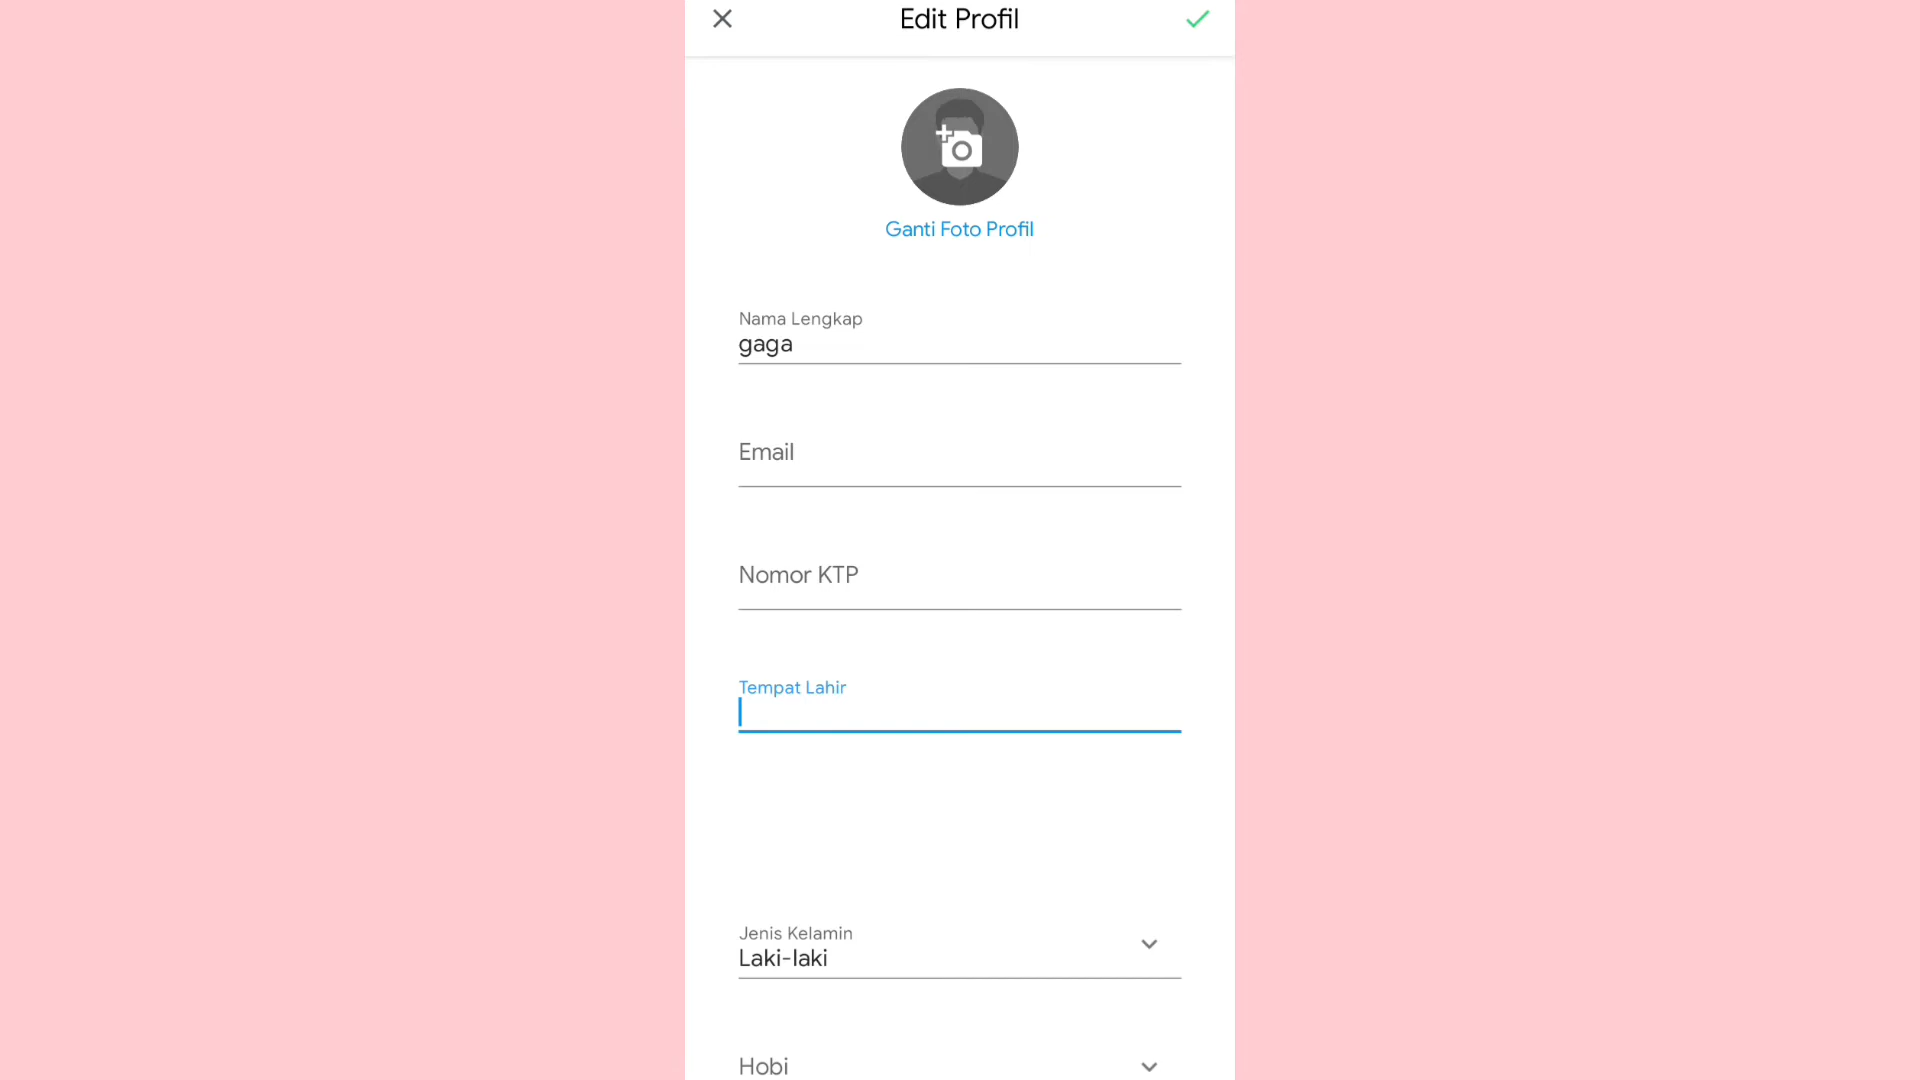 Edit Profil
Ganti Foto Profil
Nama Lengkap
gaga
Email
Nomor KTP
Tempat Lahir
Jenis Kelamin
Laki-laki
Hobi